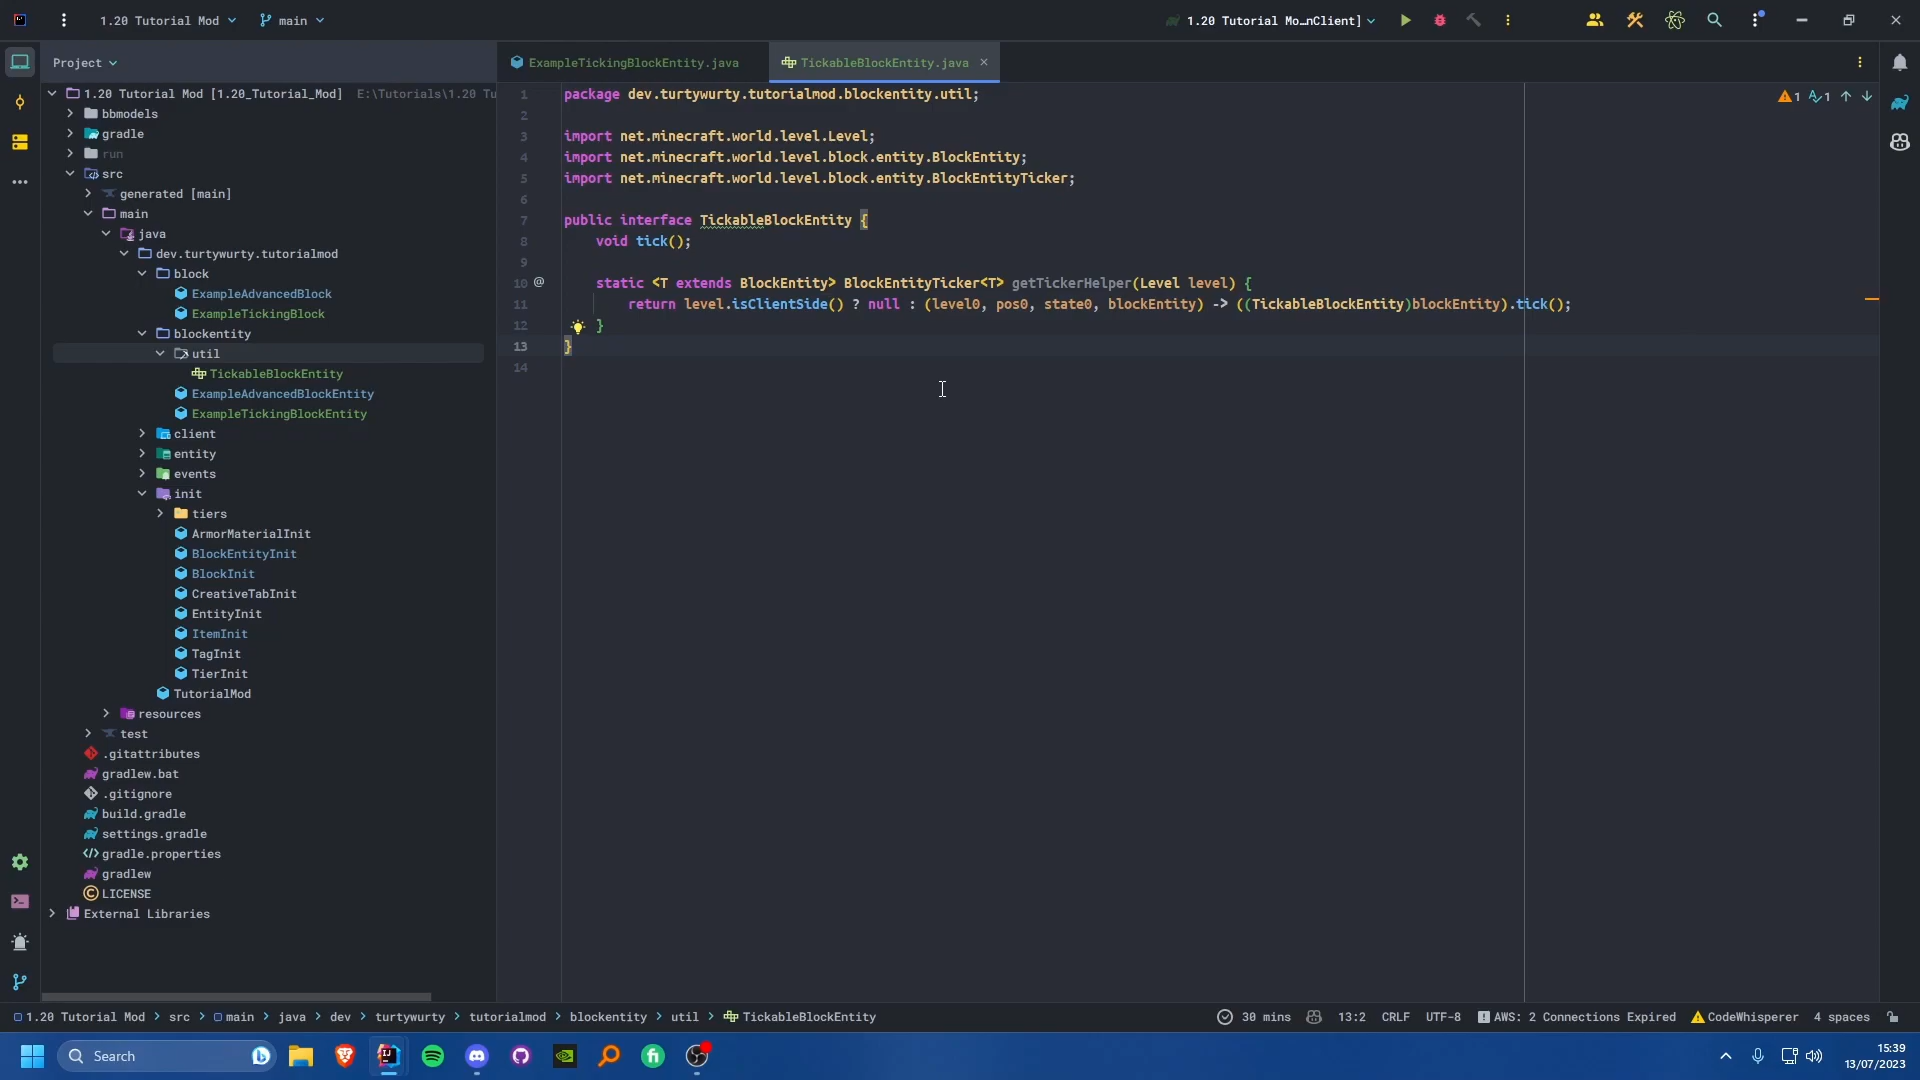 1.20 Tutorial Mod
main
1.20 Tutorial Mo…nClient]
Project
ExampleTickingBlockEntity.java
TickableBlockEntity.java
1.20 Tutorial Mod [1.20_Tutorial_Mod] E:\Tutorials\1.20 Tu
bbmodels
gradle
run
src
generated [main]
main
java
dev.turtywurty.tutorialmod
block
ExampleAdvancedBlock
ExampleTickingBlock
blockentity
util
TickableBlockEntity
ExampleAdvancedBlockEntity
ExampleTickingBlockEntity
client
entity
events
init
tiers
ArmorMaterialInit
BlockEntityInit
BlockInit
CreativeTabInit
EntityInit
ItemInit
TagInit
TierInit
TutorialMod
resources
test
.gitattributes
gradlew.bat
.gitignore
build.gradle
settings.gradle
gradle.properties
gradlew
LICENSE
External Libraries
1 package dev.turtywurty.tutorialmod.blockentity.util;
2
3 import net.minecraft.world.level.Level;
4 import net.minecraft.world.level.block.entity.BlockEntity;
5 import net.minecraft.world.level.block.entity.BlockEntityTicker;
6
7 public interface TickableBlockEntity {
8 void tick();
9
10 @ static <T extends BlockEntity> BlockEntityTicker<T> getTickerHelper(Level level) {
11 return level.isClientSide() ? null : (level0, pos0, state0, blockEntity) -> ((TickableBlockEntity)blockEntity).tick();
12 }
13 }
14
1 1
1.20 Tutorial Mod > src > main > java > dev > turtywurty > tutorialmod > blockentity > util > TickableBlockEntity
30 mins 13:2 CRLF UTF-8 AWS: 2 Connections Expired CodeWhisperer 4 spaces
Search
15:39
13/07/2023